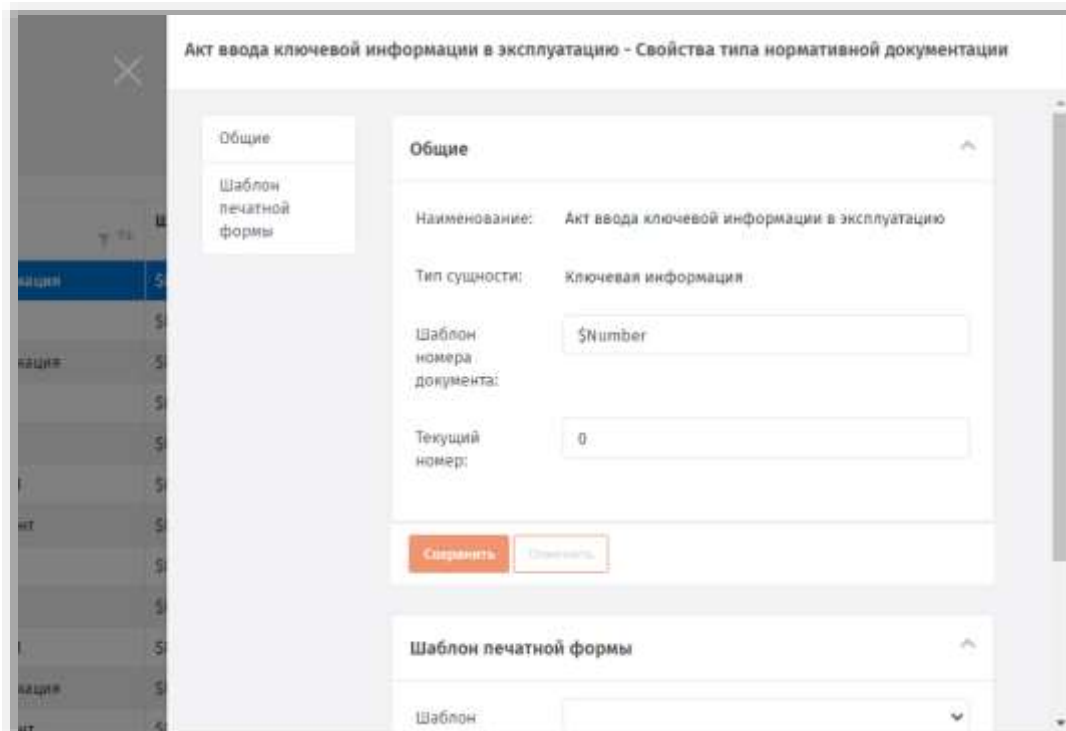 Акт ввода ключевой информации в эксплуатацию - Свойства типа нормативной документации
Общие
Шаблон
печатной
формы
Общие
Наименование: Акт ввода ключевой информации в эксплуатацию
Тип сущности: Ключевая информация
Шаблон
номера
документа:
$Number
Текущий
номер:
0
Сохранить
Шаблон печатной формы
Шаблон